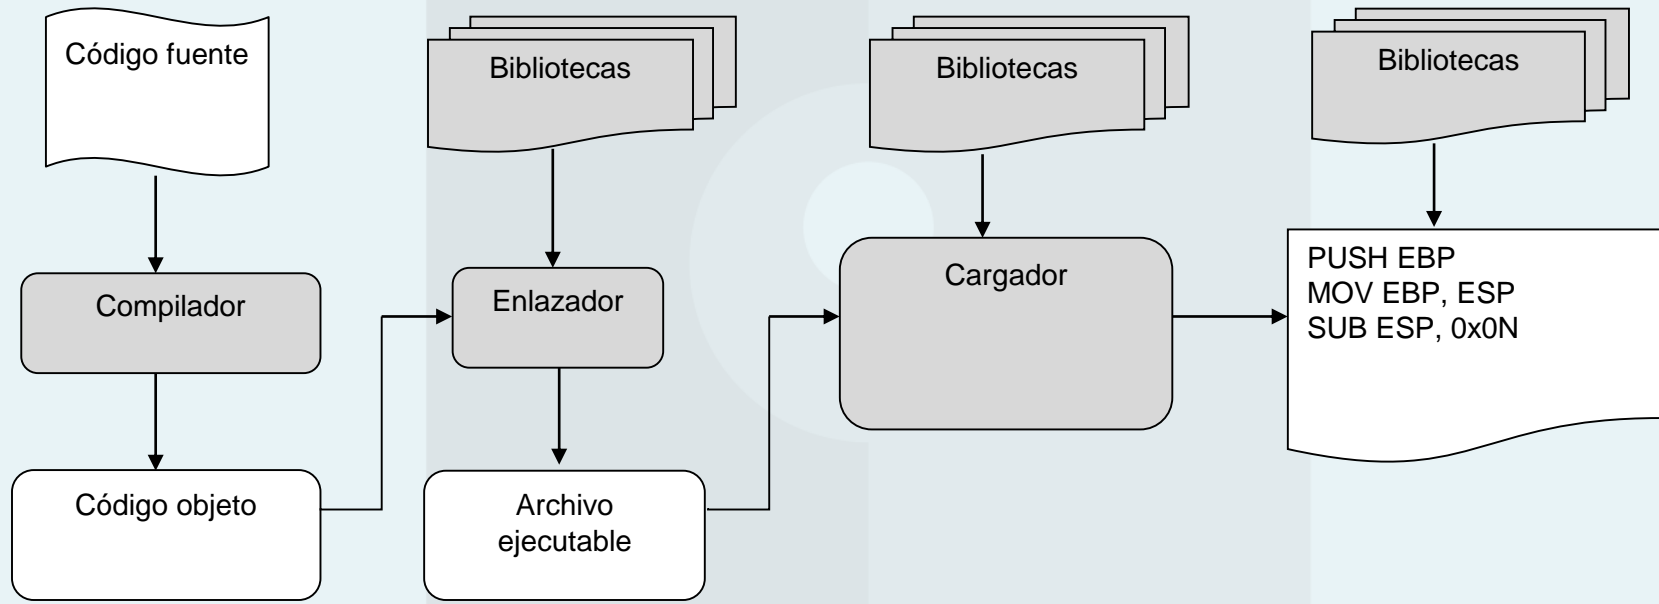 Código fuente
Bibliotecas
Bibliotecas
Bibliotecas
Compilador
Enlazador
Cargador
PUSH EBP
MOV EBP, ESP
SUB ESP, 0x0N
Código objeto
Archivo
ejecutable